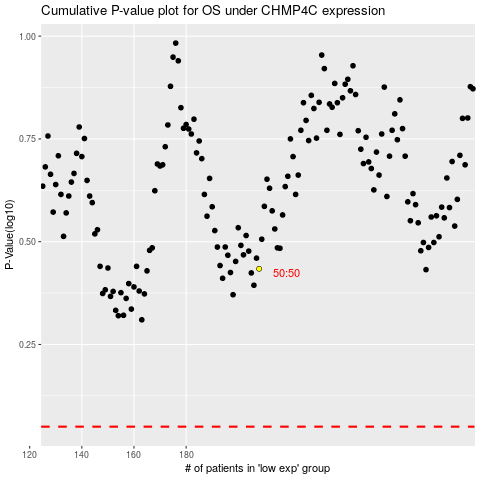 Cumulative P-value plot for OS under CHMP4C expression
P-Value(log10)
1.00
0.75
0.50
0.25
50:50
120 140 160 180
# of patients in 'low exp' group